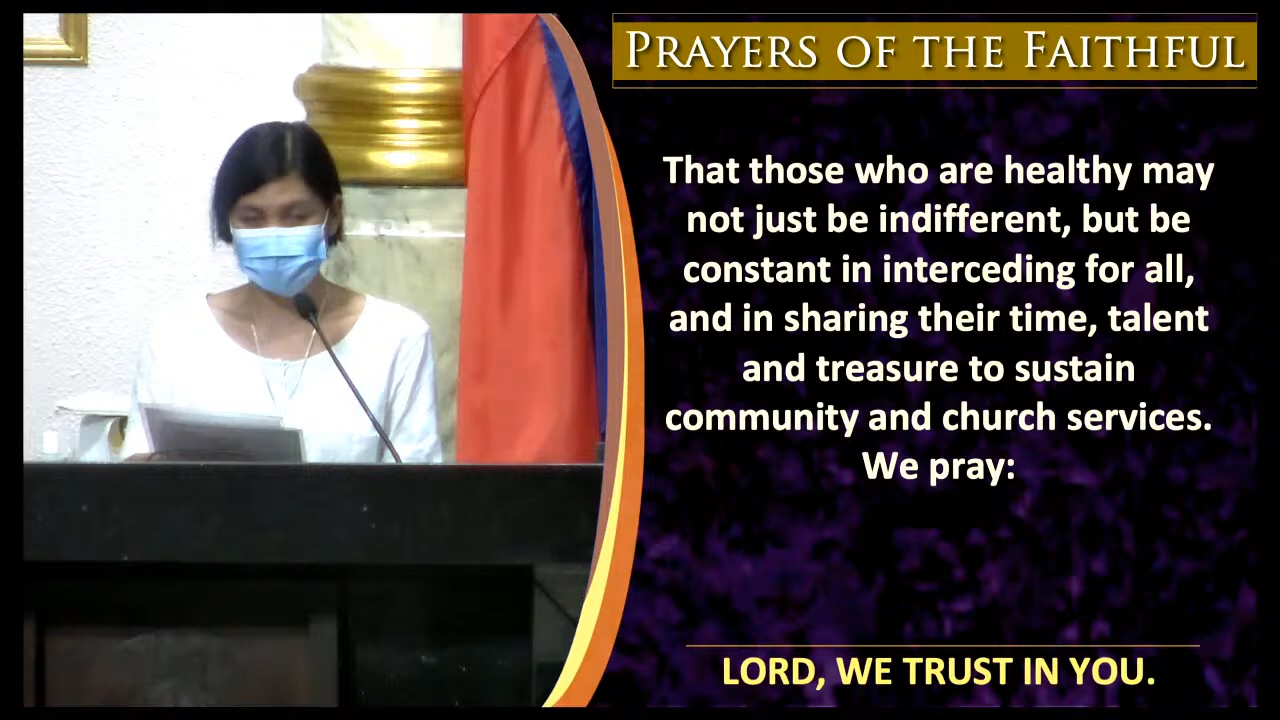 PRAYERS OF THE FAITHFUL
That those who are healthy may
not just be indifferent, but be
constant in interceding for all,
and in sharing their time, talent
and treasure to sustain
community and church services.
We pray:
LORD, WE TRUST IN YOU.